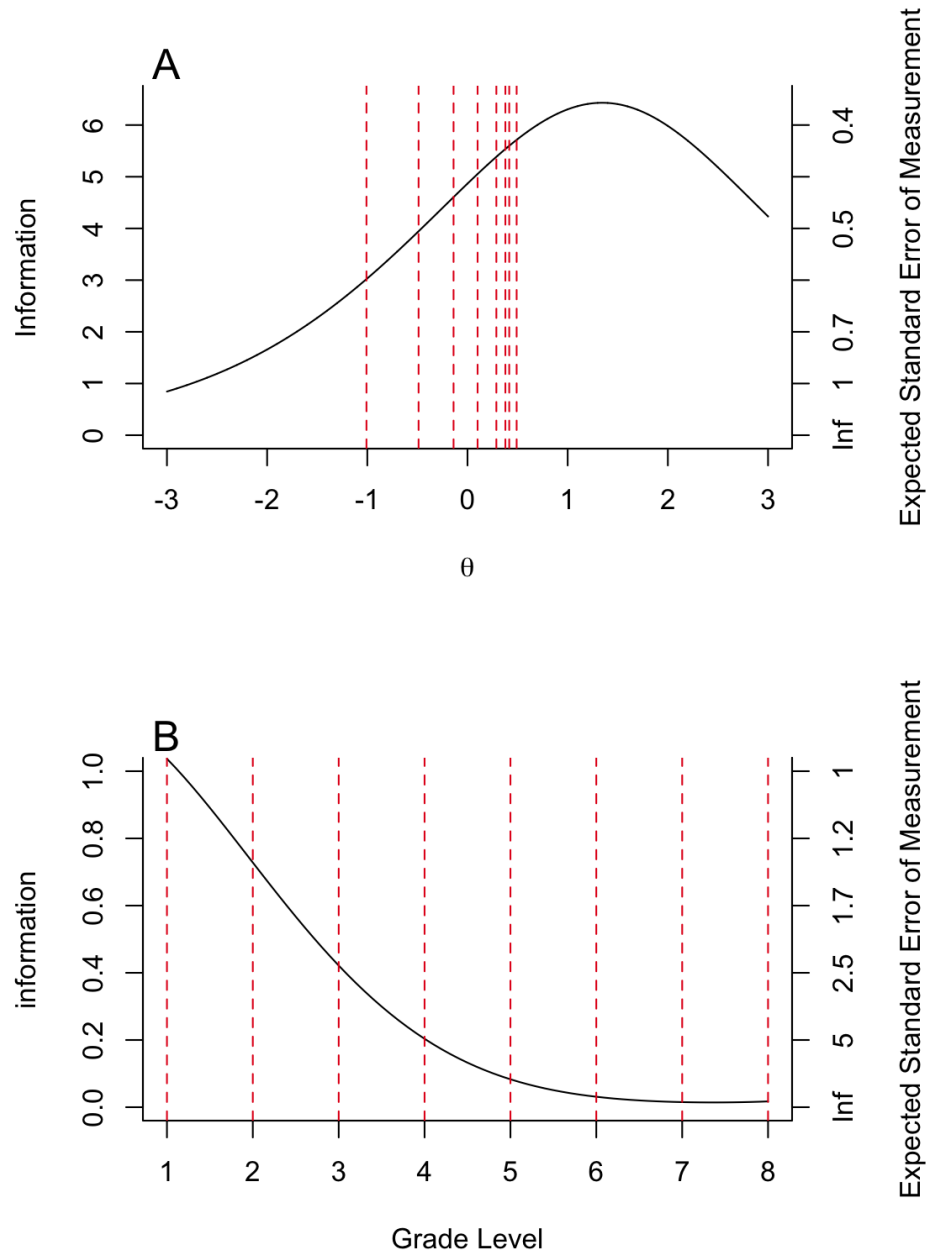 A
Information
0 1 2 3 4 5 6
Inf 1 0.7 0.5 0.4
Expected Standard Error of Measurement
-3 -2 -1 0 1 2 3
θ
B
information
0.0 0.2 0.4 0.6 0.8 1.0
Inf 5 2.5 1.7 1.2 1
Expected Standard Error of Measurement
1 2 3 4 5 6 7 8
Grade Level